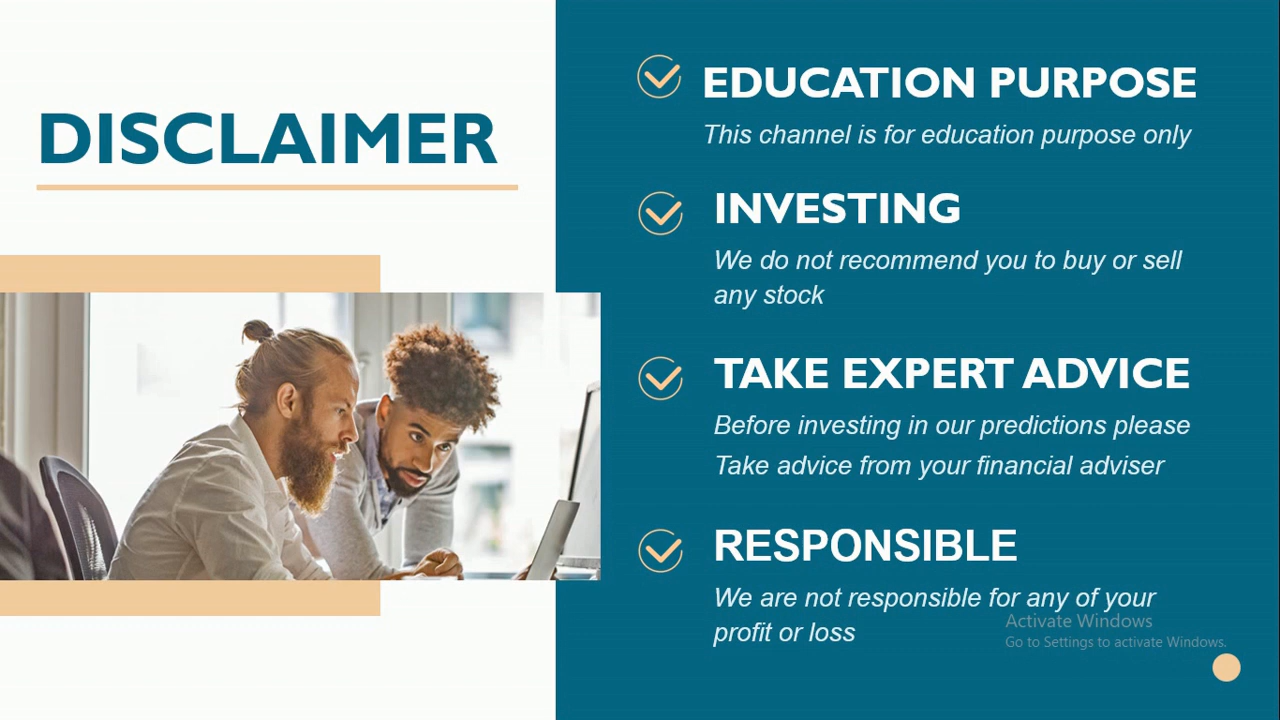 DISCLAIMER
EDUCATION PURPOSE
This channel is for education purpose only
INVESTING
We do not recommend you to buy or sell
any stock
TAKE EXPERT ADVICE
Before investing in our predictions please
Take advice from your financial adviser
RESPONSIBLE
We are not responsible for any of your
profit or loss
Activate Windows
Go to Settings to activate Windows.